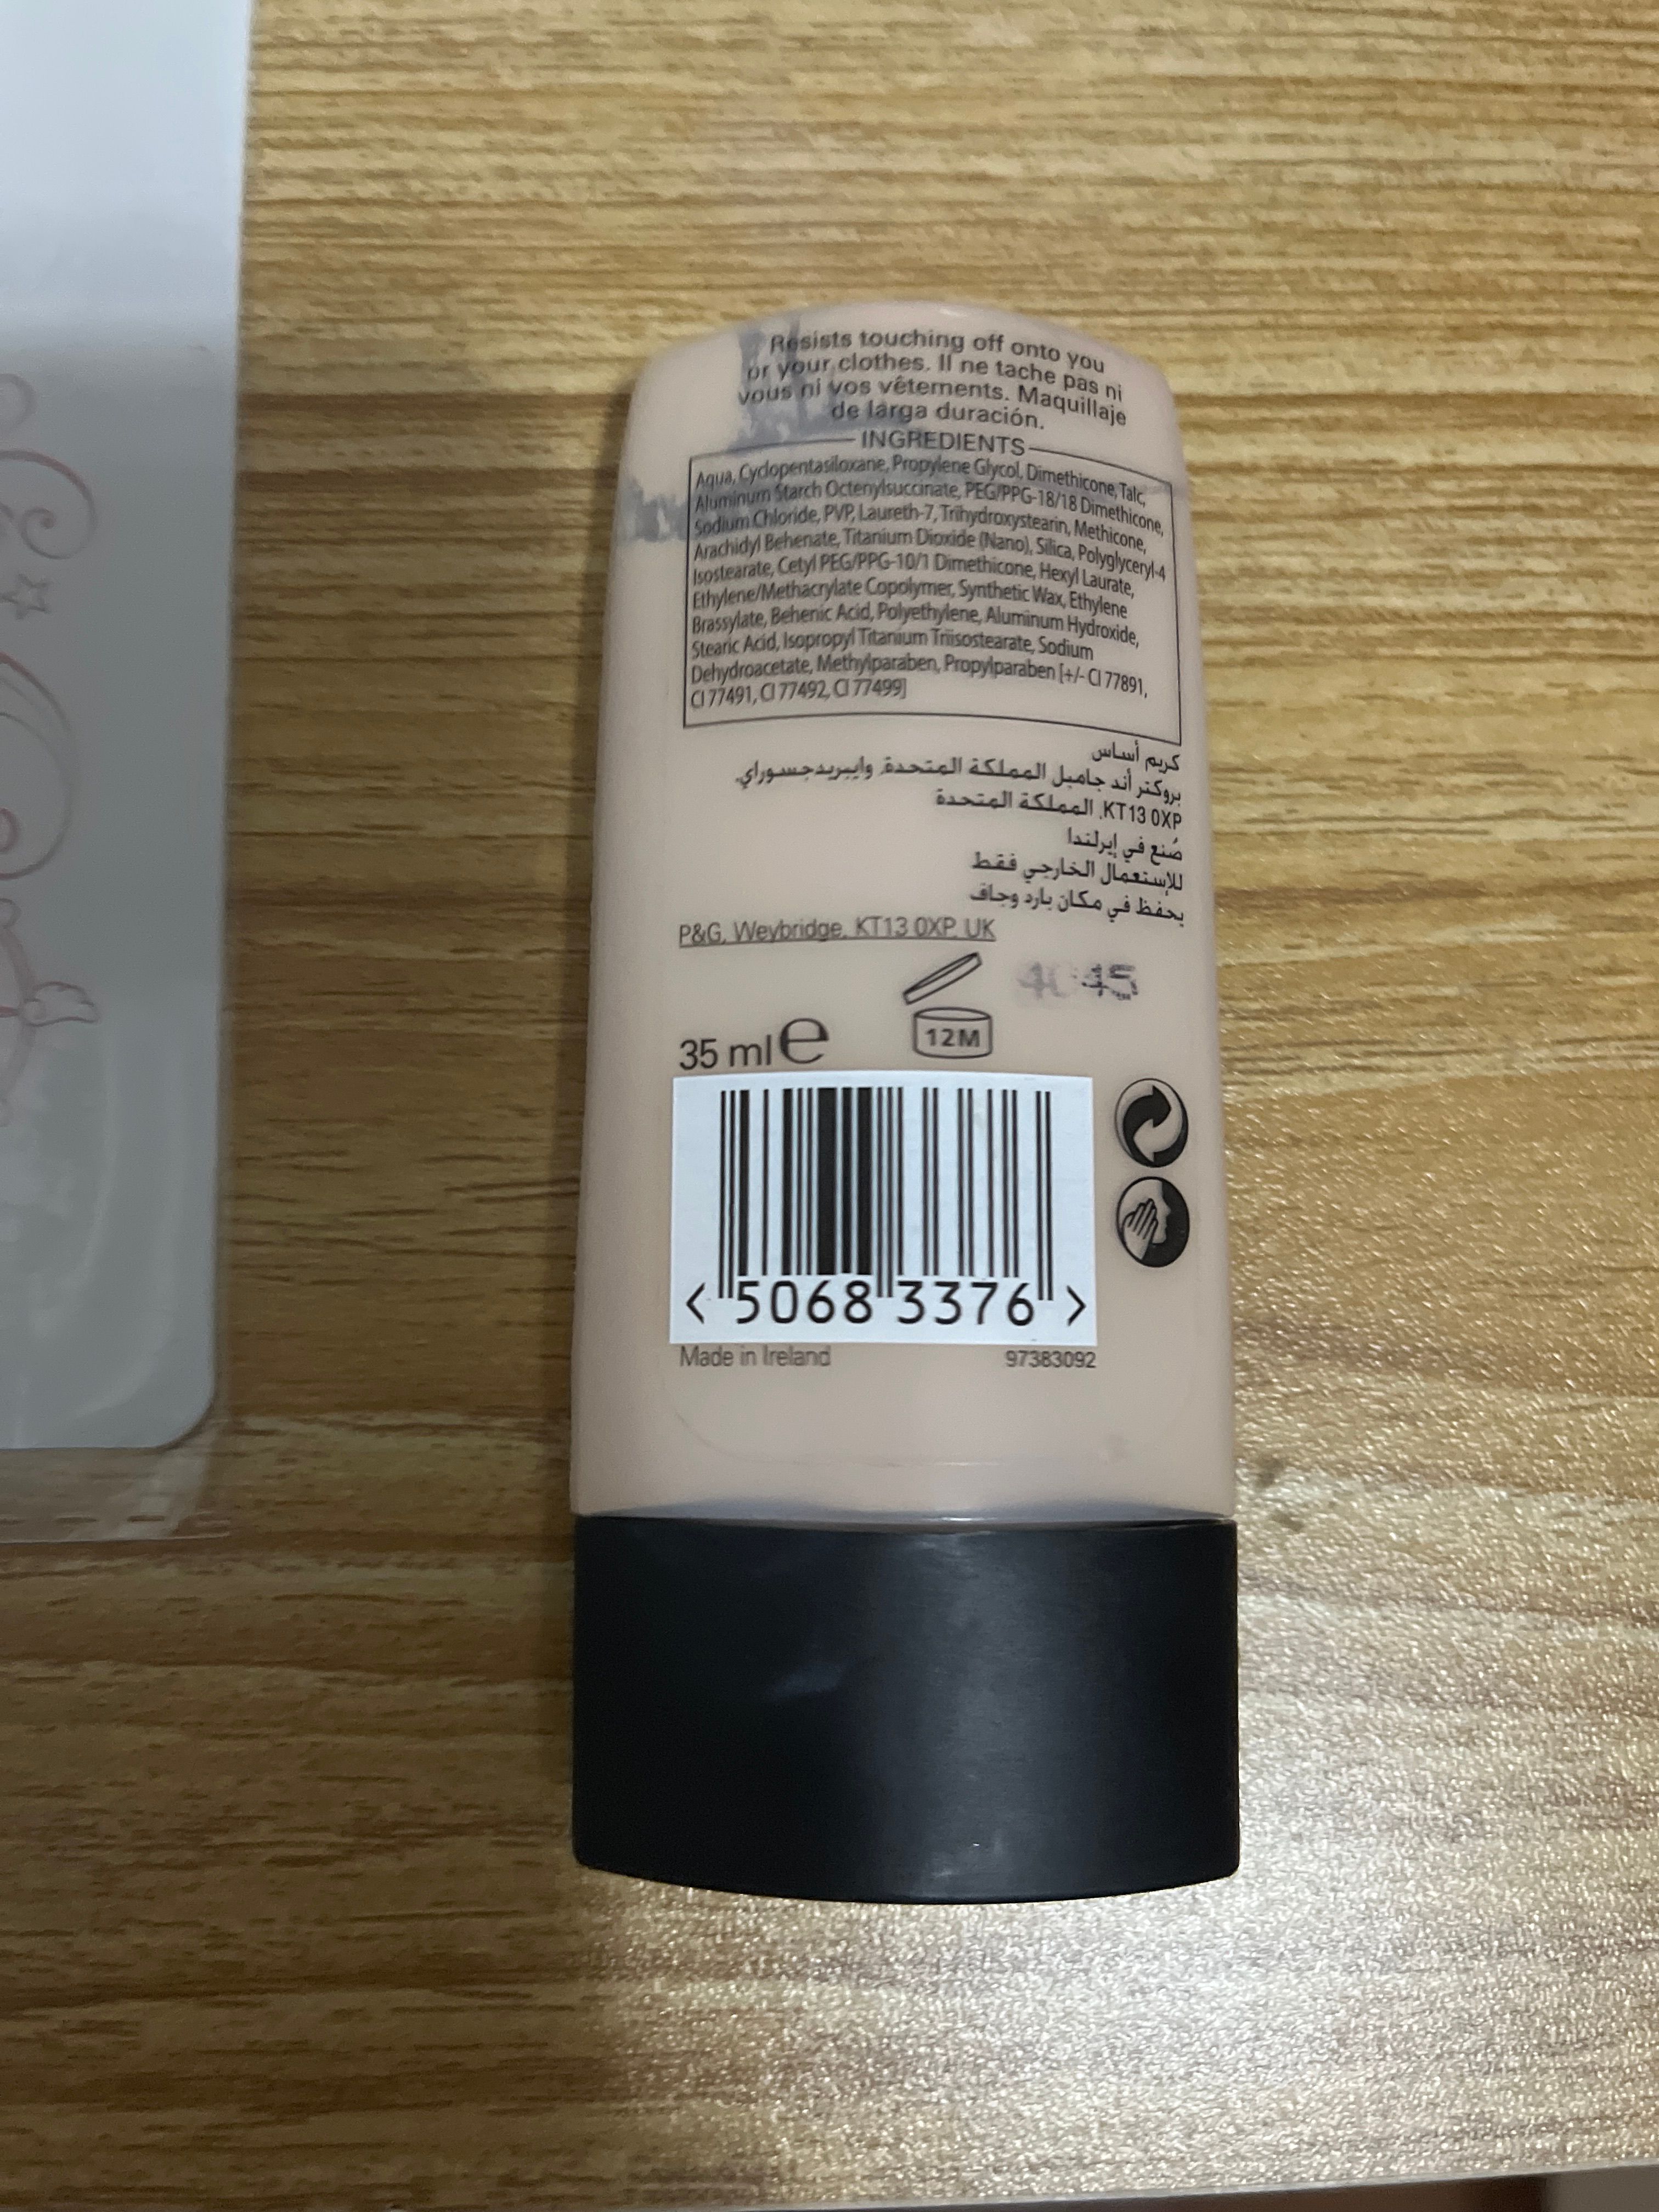 Resists touching off onto you
or your clothes. Il ne tache pas ni
vous ni vos vêtements. Maquillaje
de larga duración.
INGREDIENTS
Aqua, Cyclopentasiloxane, Propylene Glycol, Dimethicone, Talc,
Aluminum Starch Octenylsuccinate, PEG/PPG-18/18 Dimethicone,
Sodium Chloride, PVP, Laureth-7, Trihydroxystearin, Methicone,
Arachidyl Behenate, Titanium Dioxide (Nano), Silica, Polyglyceryl-4
Isostearate, Cetyl PEG/PPG-10/1 Dimethicone, Hexyl Laurate,
Ethylene/Methacrylate Copolymer, Synthetic Wax, Ethylene
Brassylate, Behenic Acid, Polyethylene, Aluminum Hydroxide,
Stearic Acid, Isopropyl Titanium Triisostearate, Sodium
Dehydroacetate, Methylparaben, Propylparaben [+/- CI 77891,
CI 77491, CI 77492, CI 77499]
كريم أساس
بروكتر أند جامبل المملكة المتحدة، وايبريدجسوراي،
KT13 0XP، المملكة المتحدة
صُنع في إيرلندا
للإستعمال الخارجي فقط
يحفظ في مكان بارد وجاف
P&G, Weybridge, KT13 0XP, UK
4045
35 ml e
12M
<5068 3376>
Made in Ireland 97383092